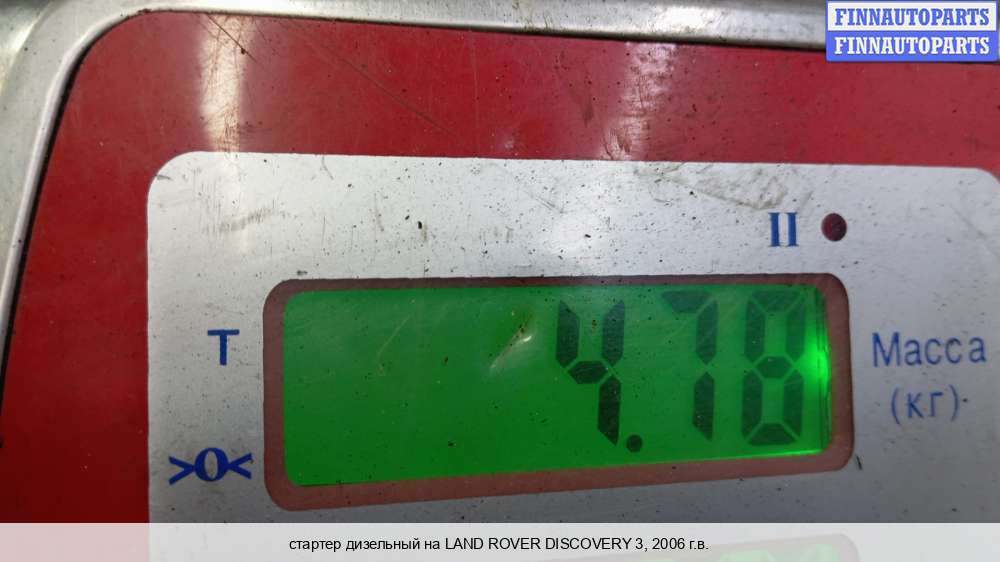 FINNAUTOPARTS
FINNAUTOPARTS
II
T
4.78
Масса
(кг)
>0<
стартер дизельный на LAND ROVER DISCOVERY 3, 2006 г.в.